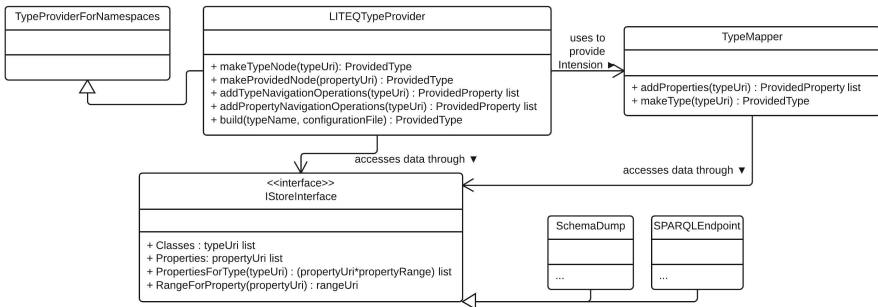 TypeProviderForNamespaces
LITEQTypeProvider
+ makeTypeNode(typeUri): ProvidedType
+ makeProvidedNode(propertyUri) : ProvidedType
+ addTypeNavigationOperations(typeUri) : ProvidedProperty list
+ addPropertyNavigationOperations(typeUri) : ProvidedProperty list
+ build(typeName, configurationFile) : ProvidedType
uses to
provide
Intension ►
TypeMapper
+ addProperties(typeUri) : ProvidedProperty list
+ makeType(typeUri) : ProvidedType
accesses data through ▼
accesses data through ▼
<<interface>>
IStoreInterface
+ Classes : typeUri list
+ Properties: propertyUri list
+ PropertiesForType(typeUri) : (propertyUri*propertyRange) list
+ RangeForProperty(propertyUri) : rangeUri
SchemaDump
...
SPARQLEndpoint
...